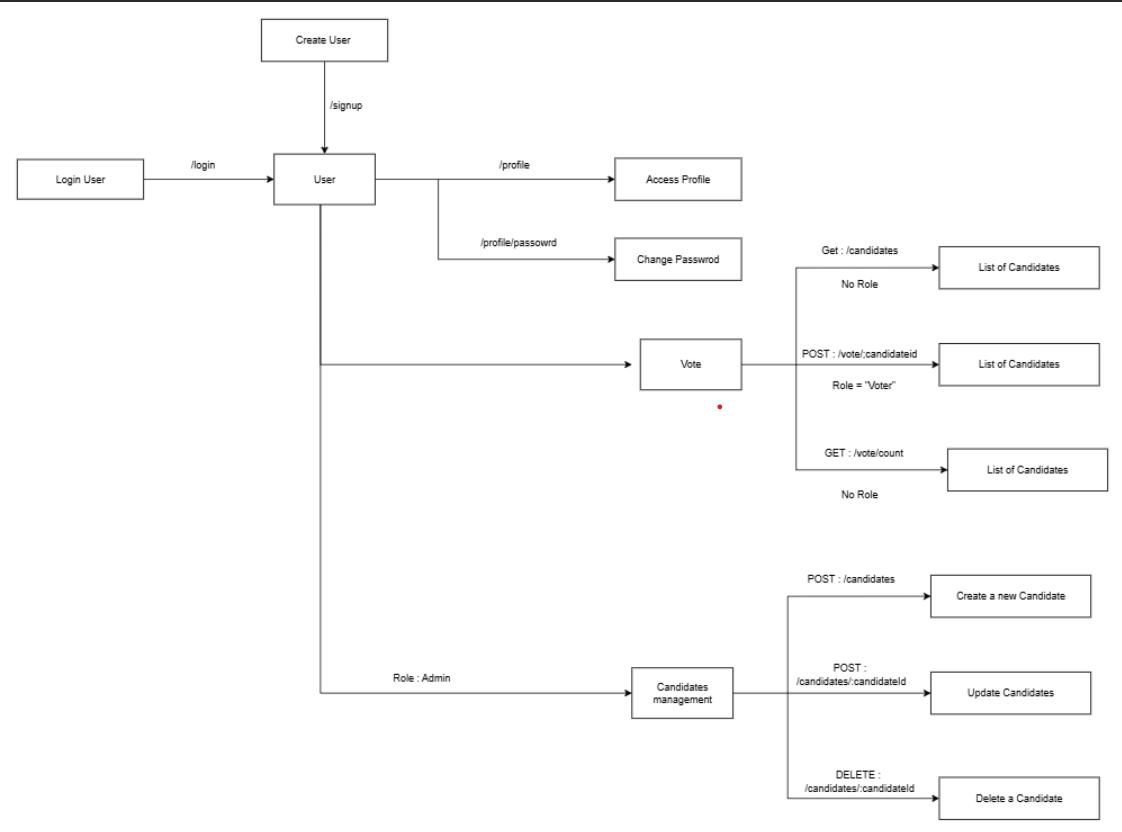 Create User
/signup
Login User
/login
User
/profile
Access Profile
/profile/passowrd
Change Passwrod
Get : /candidates
No Role
List of Candidates
Vote
POST : /vote/;candidateid
Role = "Voter"
List of Candidates
GET : /vote/count
No Role
List of Candidates
Role : Admin
Candidates
management
POST : /candidates
Create a new Candidate
POST :
/candidates/:candidateId
Update Candidates
DELETE :
/candidates/:candidateId
Delete a Candidate